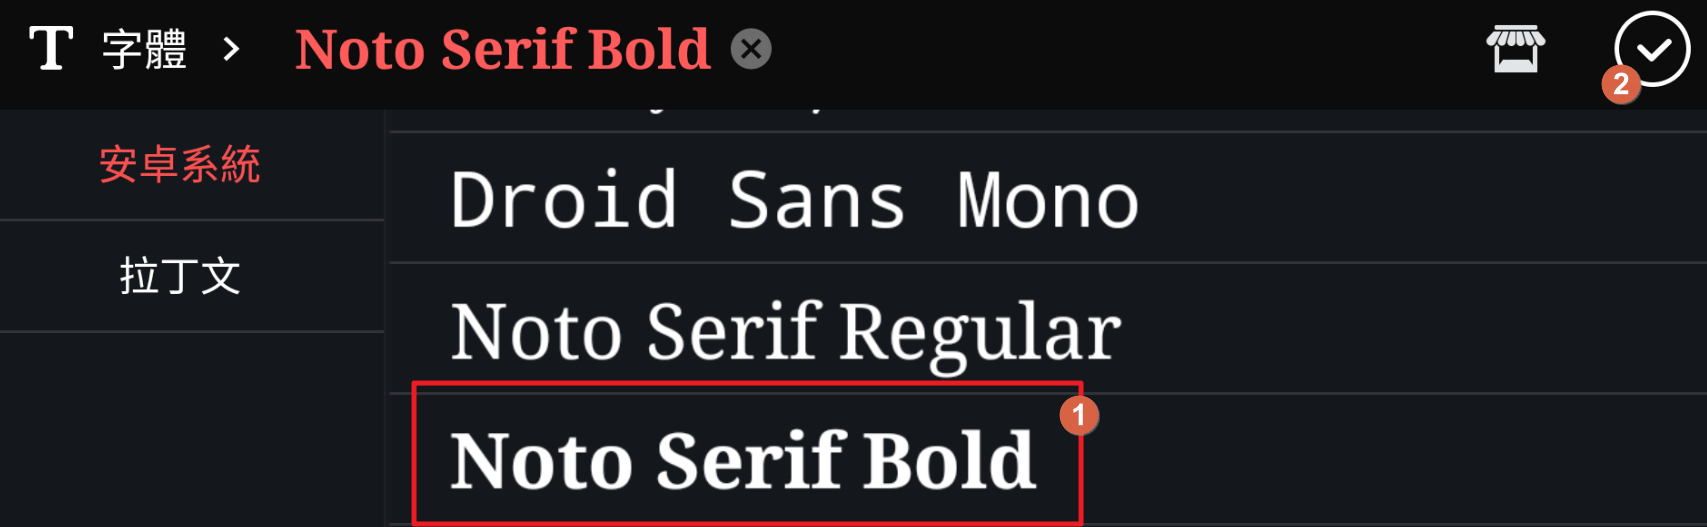 T 字體 > Noto Serif Bold
2
安卓系統
Droid Sans Mono
拉丁文
Noto Serif Regular
1
Noto Serif Bold